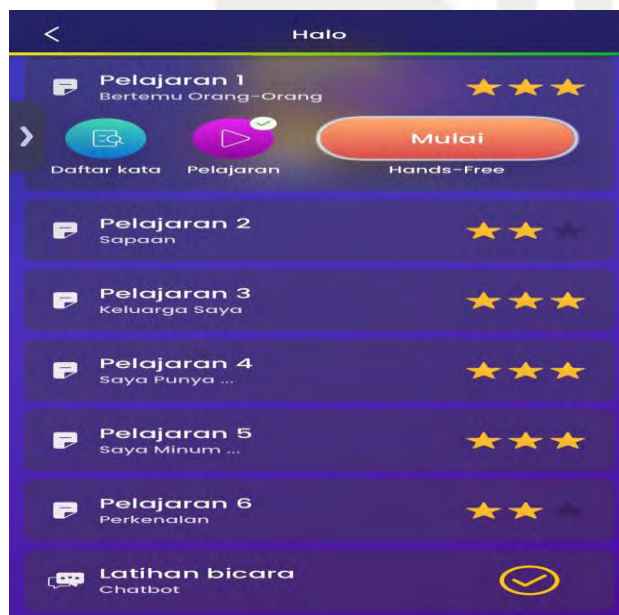 Halo
Pelajaran 1
Bertemu Orang-Orang
Mulai
Daftar kata
Pelajaran
Hands-Free
Pelajaran 2
Sapaan
Pelajaran 3
Keluarga Saya
Pelajaran 4
Saya Punya ...
Pelajaran 5
Saya Minum ...
Pelajaran 6
Perkenalan
Latihan bicara
Chatbot